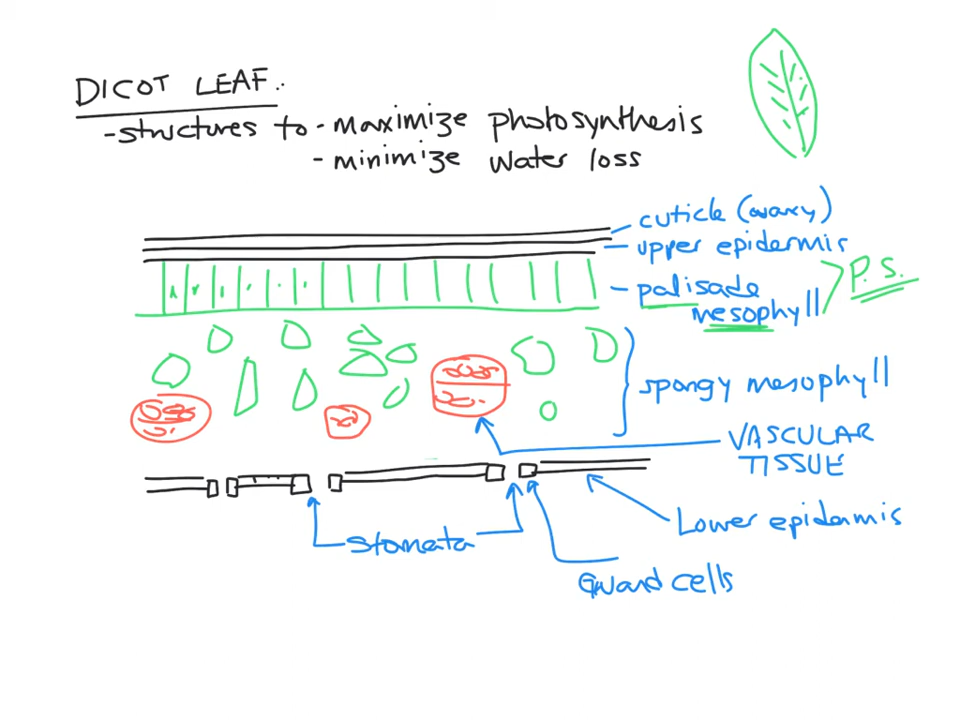 DICOT LEAF..
-structures to - maximize photosynthesis
- minimize water loss
cuticle (waxy)
upper epidermis
palisade
mesophyll
P.S.
spongy mesophyll
VASCULAR
TISSUE
Lower epidermis
Stomata
Guard cells